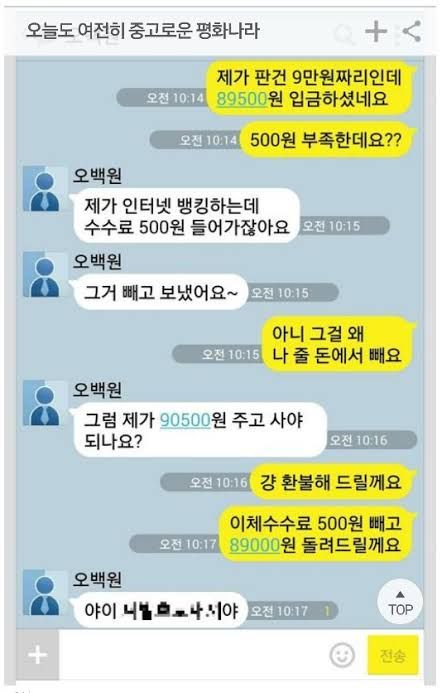 오늘도 여전히 중고로운 평화나라
제가 판건 9만원짜리인데
89500원 입금하셨네요
오전 10:14
500원 부족한데요??
오전 10:14
오백원
제가 인터넷 뱅킹하는데
수수료 500원 들어가잖아요
오전 10:15
오백원
그거 빼고 보냈어요~
오전 10:15
아니 그걸 왜
나 줄 돈에서 빼요
오전 10:15
오백원
그럼 제가 90500원 주고 사야
되나요?
오전 10:16
걍 환불해 드릴께요
오전 10:16
이체수수료 500원 빼고
89000원 돌려드릴께요
오전 10:17
오백원
야이
야
오전 10:17
1
TOP
전송